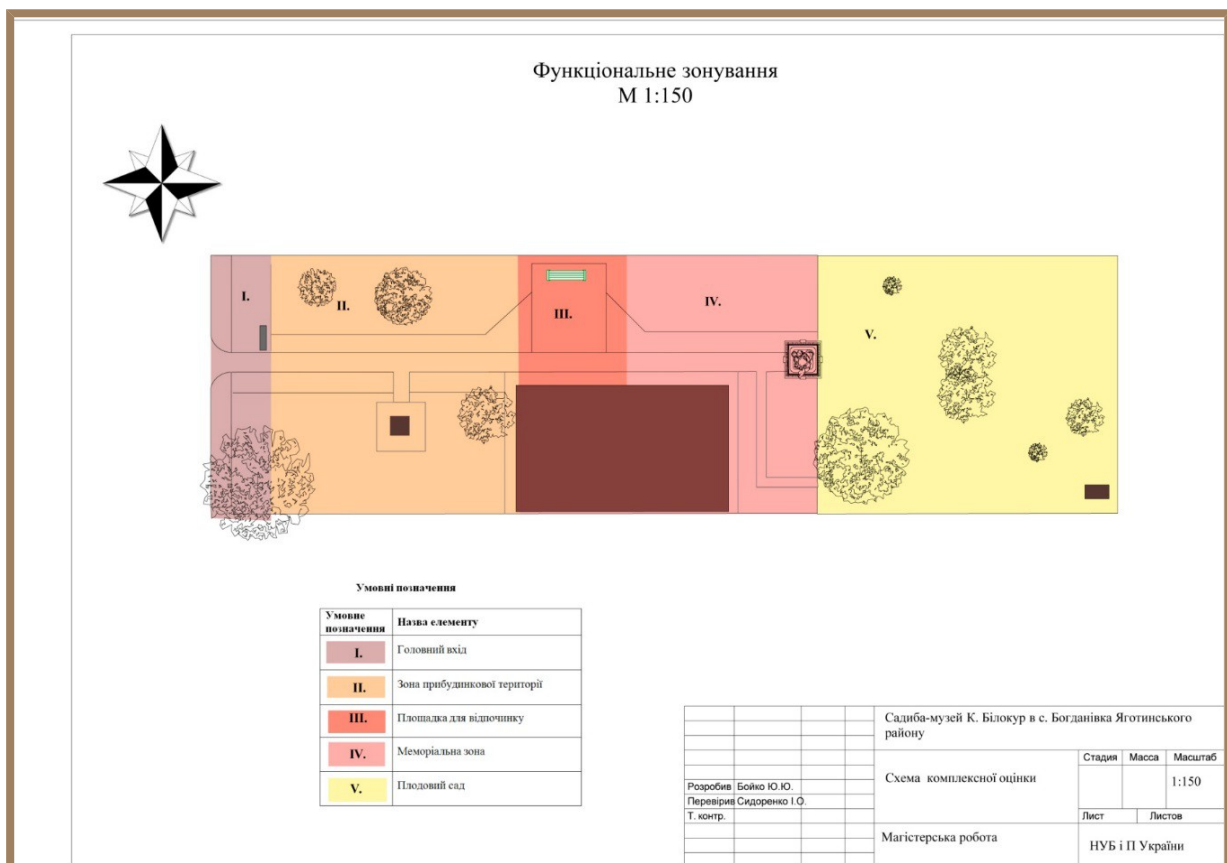 Функціональне зонування
М 1:150
I.
II.
III.
IV.
V.
Умовні позначення
Умовне позначення
Назва елементу
I.
Головний вхід
II.
Зона прибудинкової території
III.
Площадка для відпочинку
IV.
Меморіальна зона
V.
Плодовий сад
Садиба-музей К. Білокур в с. Богданівка Яготинського
району
Схема комплексної оцінки
Стадия
Масса
Масштаб
1:150
Розробив
Бойко Ю.Ю.
Перевірив
Сидоренко І.О.
Т. контр.
Лист
Листов
Магістерська робота
НУБ і П України